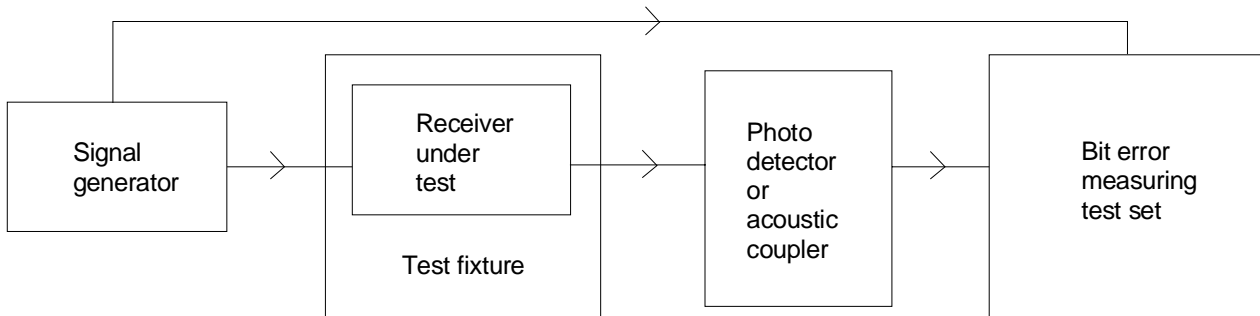 Signal
generator
Receiver
under
test
Test fixture
Photo
detector
or
acoustic
coupler
Bit error
measuring
test set